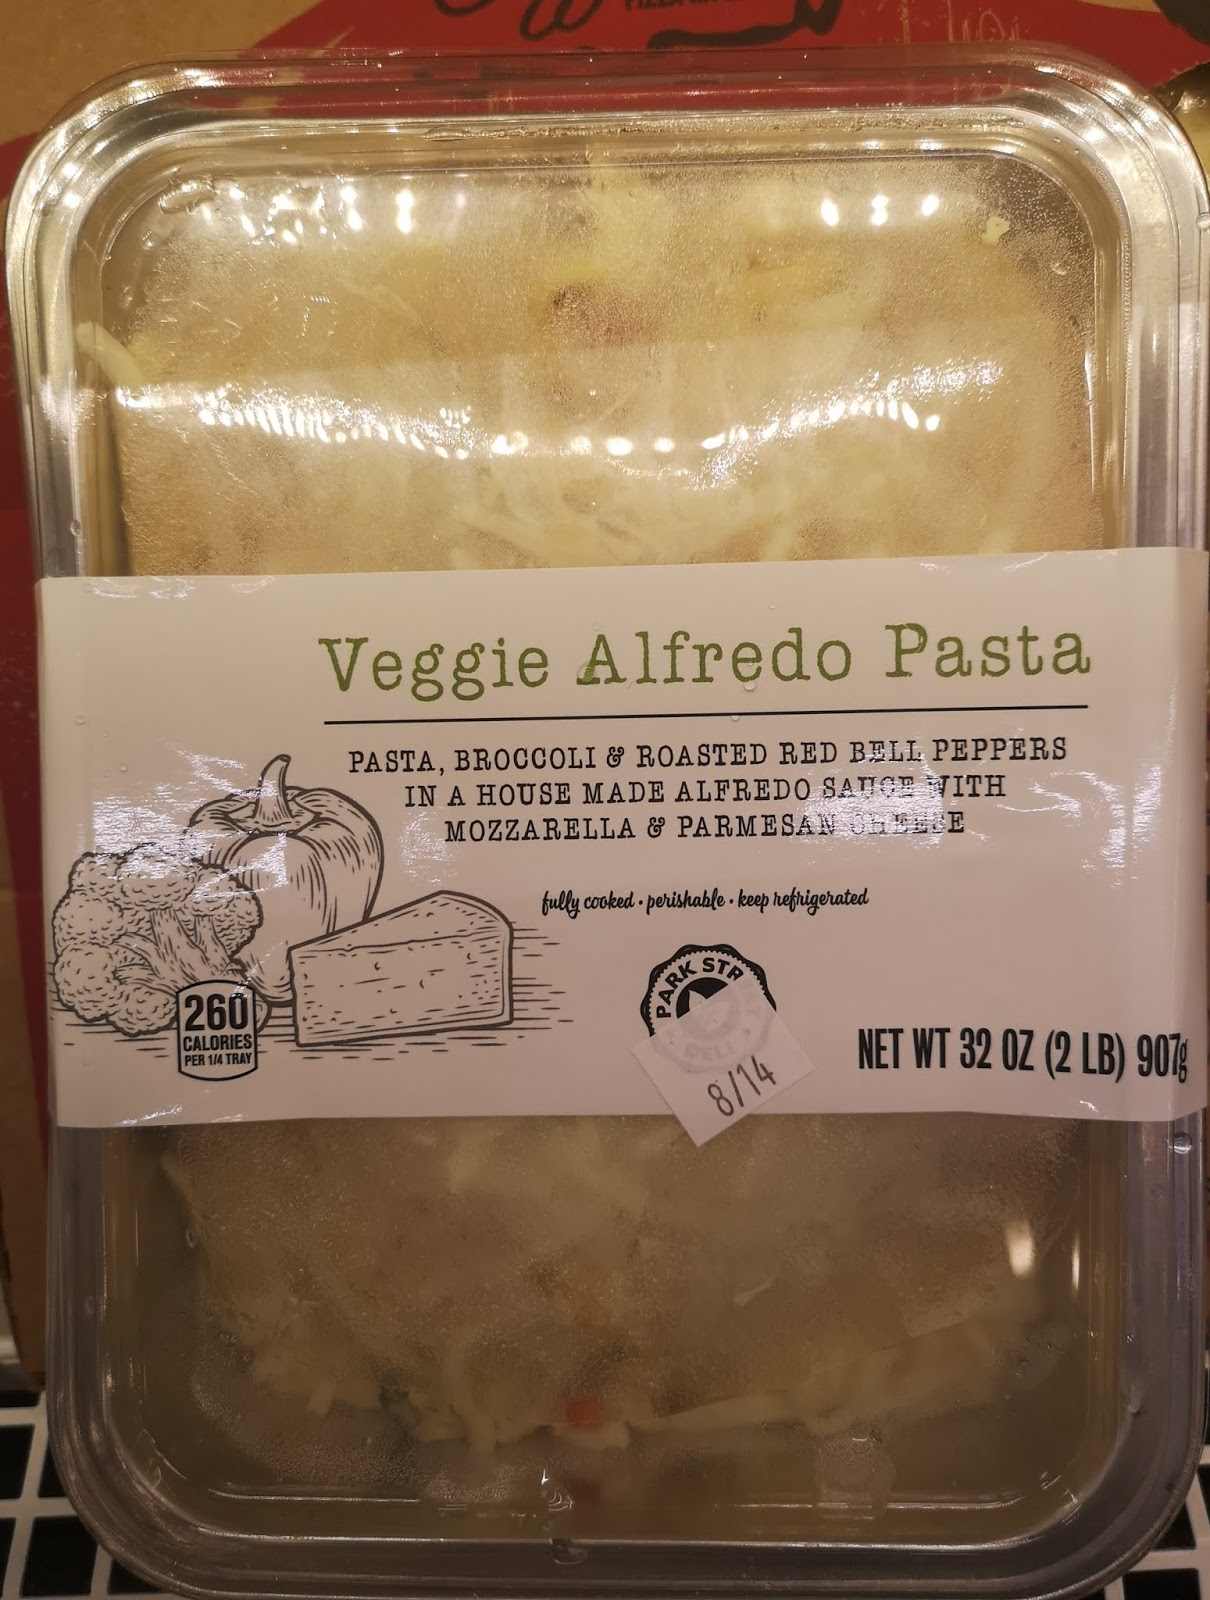 Veggie Alfredo Pasta
PASTA, BROCCOLI & ROASTED RED BELL PEPPERS
IN A HOUSE MADE ALFREDO SAUCE WITH
MOZZARELLA & PARMESAN CHEESE
fully cooked · perishable · keep refrigerated
PARK STR
DELI
8/14
260
CALORIES
PER 1/4 TRAY
NET WT 32 OZ (2 LB) 907g